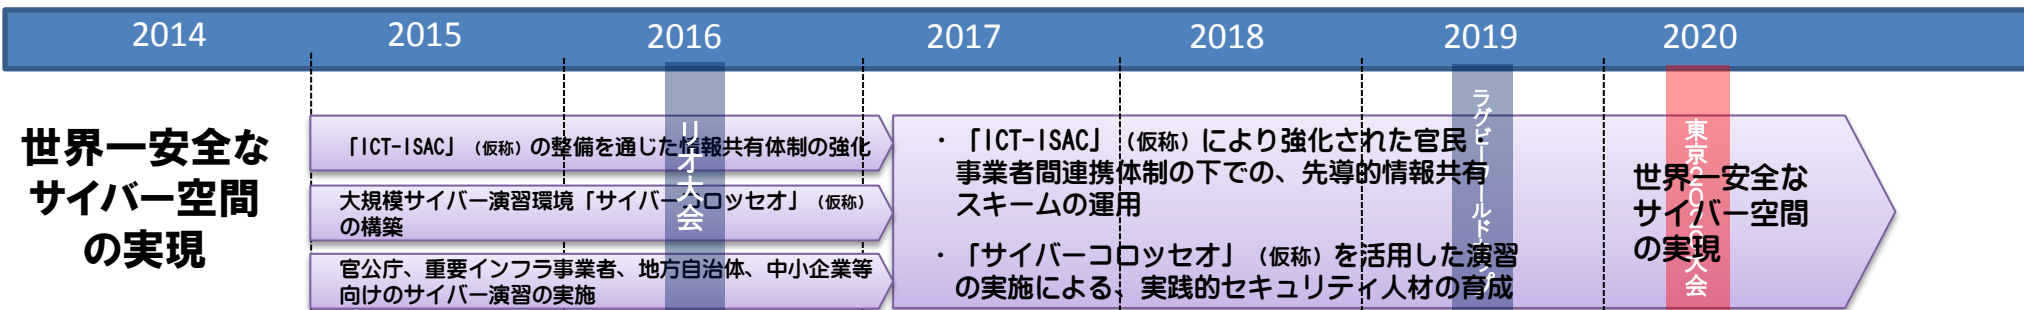 2014 2015 2016 2017 2018 2019 2020
世界一安全な
サイバー空間
の実現
「ICT-ISAC」（仮称）の整備を通じた情報共有体制の強化
大規模サイバー演習環境「サイバーコロッセオ」（仮称）
の構築
官公庁、重要インフラ事業者、地方自治体、中小企業等
向けのサイバー演習の実施
リオ大会
・「ICT-ISAC」（仮称）により強化された官民・
事業者間連携体制の下での、先導的情報共有
スキームの運用
・「サイバーコロッセオ」（仮称）を活用した演習
の実施による、実践的セキュリティ人材の育成
ラグビーワールドカップ
世界一安全な
サイバー空間
の実現
東京2020大会